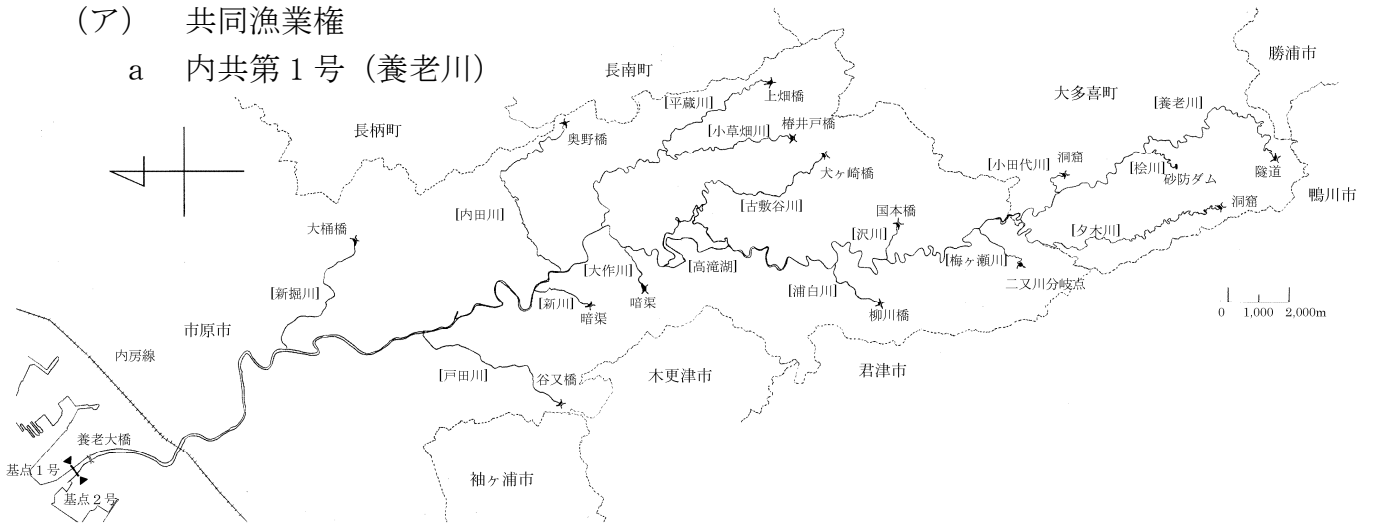 （ア）　共同漁業権
a　内共第１号（養老川）
勝浦市
長南町
大多喜町
上畑橋
[平蔵川]
[養老川]
長柄町
奥野橋
[小草畑川]
椿井戸橋
[小田代川]
洞窟
[桧川]
砂防ダム
隧道
犬ヶ崎橋
鴨川市
[古敷谷川]
国本橋
洞窟
[内田川]
大桶橋
[沢川]
[夕木川]
[大作川]
[高滝湖]
[梅ヶ瀬川]
二又川分岐点
[新堀川]
[新川]
暗渠
暗渠
[浦白川]
柳川橋
0　1,000　2,000m
市原市
内房線
[戸田川]
谷又橋
木更津市
君津市
養老大橋
基点１号
基点２号
袖ヶ浦市